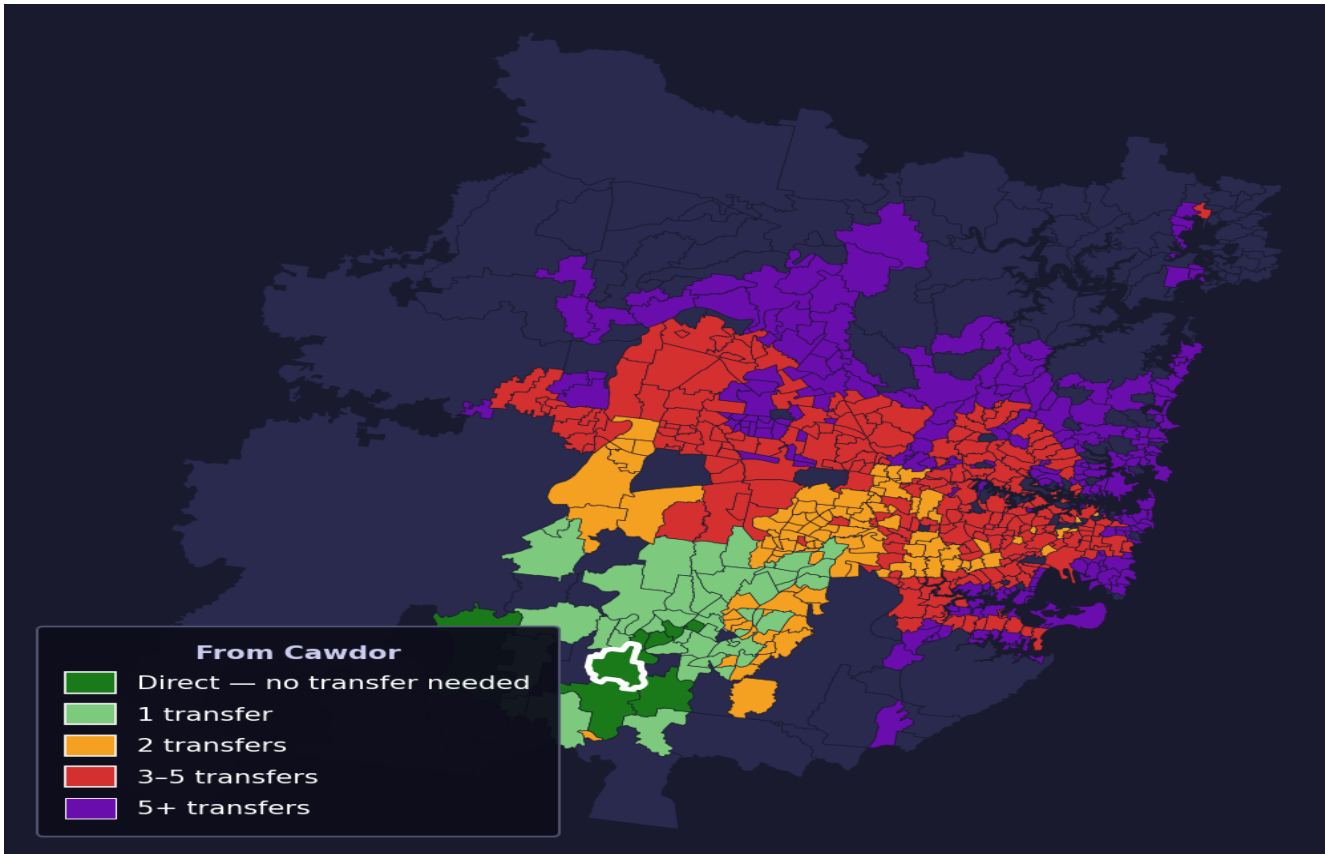 From Cawdor
Direct — no transfer needed
1 transfer
2 transfers
3–5 transfers
5+ transfers